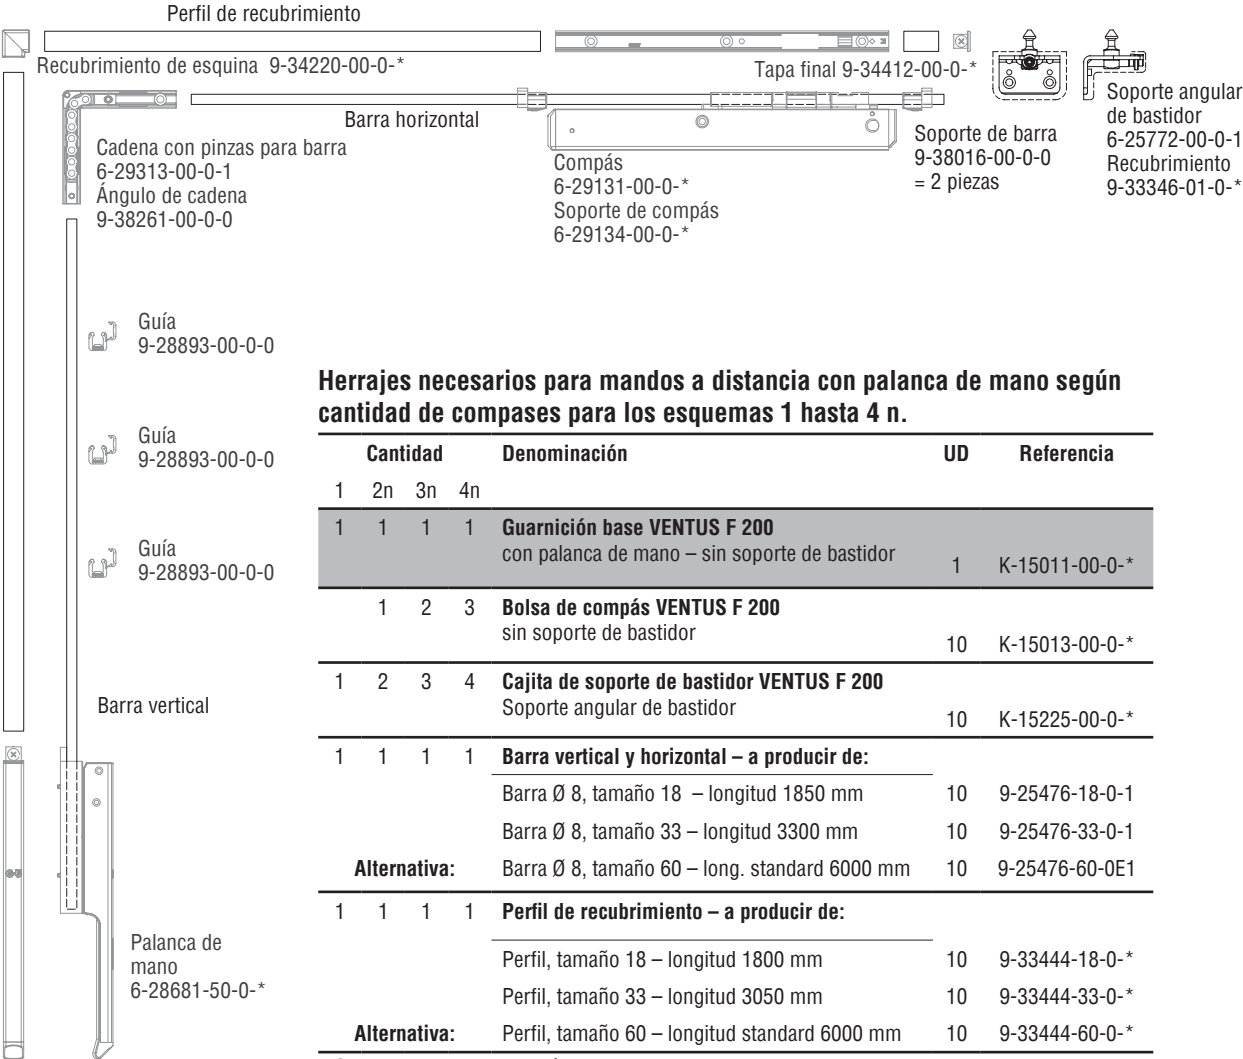 Perfil de recubrimiento
Recubrimiento de esquina 9-34220-00-0-*
Tapa final 9-34412-00-0-*
Barra horizontal
Cadena con pinzas para barra
6-29313-00-0-1
Ángulo de cadena
9-38261-00-0-0
Compás
6-29131-00-0-*
Soporte de compás
6-29134-00-0-*
Soporte de barra
9-38016-00-0-0
= 2 piezas
Soporte angular
de bastidor
6-25772-00-0-1
Recubrimiento
9-33346-01-0-*
Guía
9-28893-00-0-0
Guía
9-28893-00-0-0
Guía
9-28893-00-0-0
Barra vertical
Palanca de
mano
6-28681-50-0-*
Herrajes necesarios para mandos a distancia con palanca de mano según
cantidad de compases para los esquemas 1 hasta 4 n.
Cantidad Denominación UD Referencia
1 2n 3n 4n
1 1 1 1 Guarnición base VENTUS F 200
con palanca de mano – sin soporte de bastidor 1 K-15011-00-0-*
1 2 3 Bolsa de compás VENTUS F 200
sin soporte de bastidor 10 K-15013-00-0-*
1 2 3 4 Cajita de soporte de bastidor VENTUS F 200
Soporte angular de bastidor 10 K-15225-00-0-*
1 1 1 1 Barra vertical y horizontal – a producir de:
Barra Ø 8, tamaño 18 – longitud 1850 mm 10 9-25476-18-0-1
Barra Ø 8, tamaño 33 – longitud 3300 mm 10 9-25476-33-0-1
Alternativa: Barra Ø 8, tamaño 60 – long. standard 6000 mm 10 9-25476-60-0E1
1 1 1 1 Perfil de recubrimiento – a producir de:
Perfil, tamaño 18 – longitud 1800 mm 10 9-33444-18-0-*
Perfil, tamaño 33 – longitud 3050 mm 10 9-33444-33-0-*
Alternativa: Perfil, tamaño 60 – longitud standard 6000 mm 10 9-33444-60-0-*